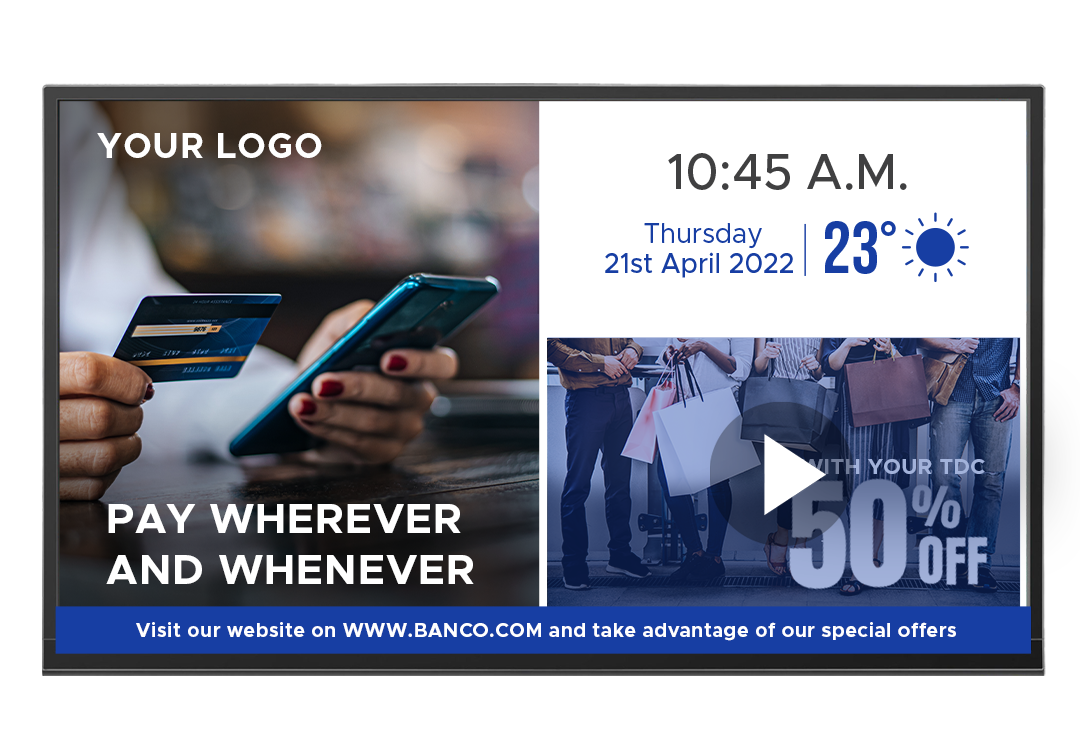 YOUR LOGO
PAY WHEREVER
AND WHENEVER
10:45 A.M.
Thursday
21st April 2022
23°
WITH YOUR TDC
50%
OFF
Visit our website on WWW.BANCO.COM and take advantage of our special offers